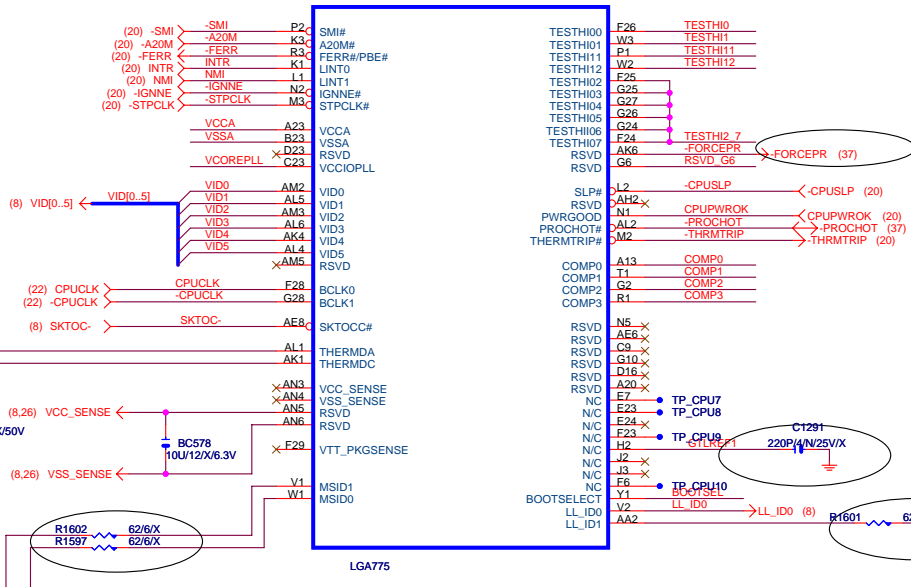 (20) -SMI -SMI P2 SMI# TESTHI00 F26 TESTHI0
(20) -A20M -A20M K3 A20M# TESTHI01 W3 TESTHI1
(20) -FERR -FERR R3 FERR#/PBE# TESTHI11 P1 TESTHI11
(20) INTR INTR K1 LINT0 TESTHI12 W2 TESTHI12
(20) NMI NMI L1 LINT1 TESTHI02 F25
(20) -IGNNE -IGNNE N2 IGNNE# TESTHI03 G25
(20) -STPCLK -STPCLK M3 STPCLK# TESTHI04 G27
TESTHI05 G26
VCCA A23 VCCA TESTHII06 G24
VSSA B23 VSSA TESTHI07 F24 TESTHI2_7
D23 RSVD RSVD AK6 -FORCEPR -FORCEPR (37)
VCOREPLL C23 VCCIOPLL RSVD G6 RSVD_G6
VID0 AM2 VID0 SLP# L2 -CPUSLP -CPUSLP (20)
(8) VID[0..5] VID1 AL5 VID1 RSVD AH2
VID2 AM3 VID2 PWRGOOD N1 CPUPWROK CPUPWROK (20)
VID3 AL6 VID3 PROCHOT# AL2 -PROCHOT -PROCHOT (37)
VID4 AK4 VID4 THERMTRIP# M2 -THRMTRIP -THRMTRIP (20)
VID5 AL4 VID5
AM5 RSVD COMP0 A13 COMP0
COMP1 T1 COMP1
(22) CPUCLK CPUCLK F28 BCLK0 COMP2 G2 COMP2
(22) -CPUCLK -CPUCLK G28 BCLK1 COMP3 R1 COMP3
(8) SKTOC- SKTOC- AE8 SKTOCC# RSVD N5
RSVD AE6
AL1 THERMDA RSVD C9
AK1 THERMDC RSVD G10
RSVD D16
AN3 VCC_SENSE RSVD A20
AN4 VSS_SENSE NC E7 TP_CPU7
(8,26) VCC_SENSE AN5 RSVD N/C E23 TP_CPU8
AN6 RSVD N/C E24
X/50V N/C F23 TP_CPU9 C1291
BC578 N/C H2 GTLREF1 220P/4/N/25V/X
10U/12/X/6.3V F29 VTT_PKGSENSE N/C J2
(8,26) VSS_SENSE N/C J3
V1 MSID1 NC F6 TP_CPU10
W1 MSID0 BOOTSELECT Y1 BOOTSEL
LL_ID0 V2 LL_ID0 LL_ID0 (8)
LL_ID1 AA2 R1601 62
R1602 62/6/X
R1597 62/6/X
LGA775